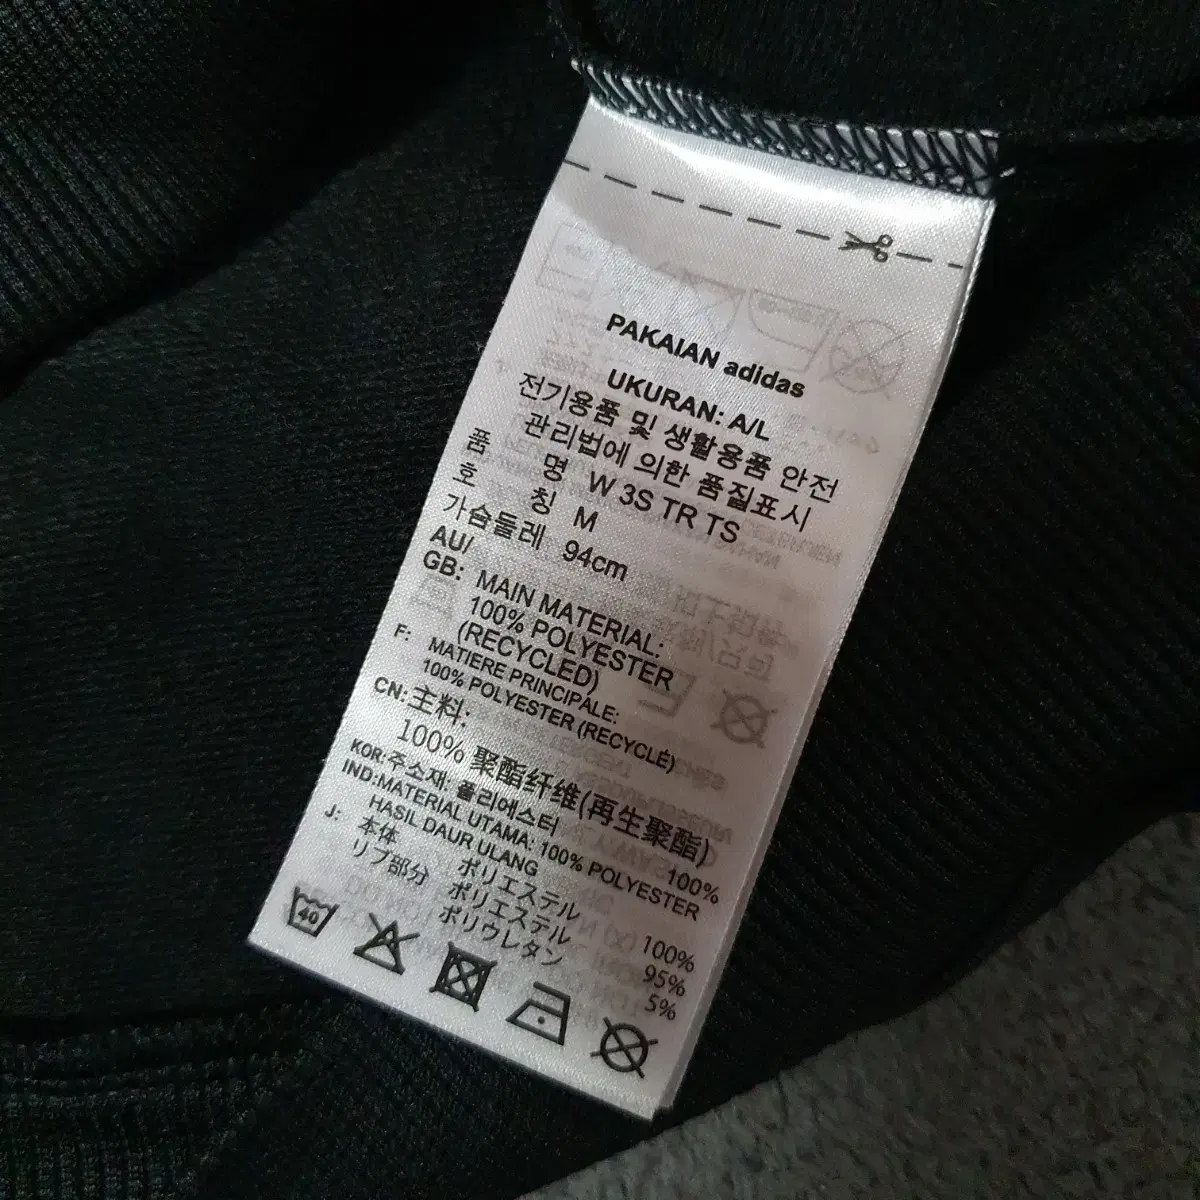 PAKAIAN adidas
UKURAN: A/L
전기용품 및 생활용품 안전
관리법에 의한 품질표시
품 명 W 3S TR TS
호 칭 M
가슴둘레 94cm
AU/
GB: MAIN MATERIAL:
100% POLYESTER
(RECYCLED)
F: MATIERE PRINCIPALE:
100% POLYESTER (RECYCLÉ)
CN: 主料:
100% 聚酯纤维(再生聚酯)
KOR: 주소재: 폴리에스터 100%
IND: MATERIAL UTAMA: 100% POLYESTER
HASIL DAUR ULANG
J: 本体 ポリエステル 100%
リブ部分 ポリエステル 95%
ポリウレタン 5%
40